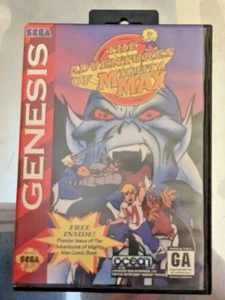 SEGA
GENESIS
THE
ADVENTURES
OF MIGHTY
MAX
FREE
INSIDE!
Premier Issue of The
Adventures of Mighty
Max Comic Book
SEGA
ocean
GA